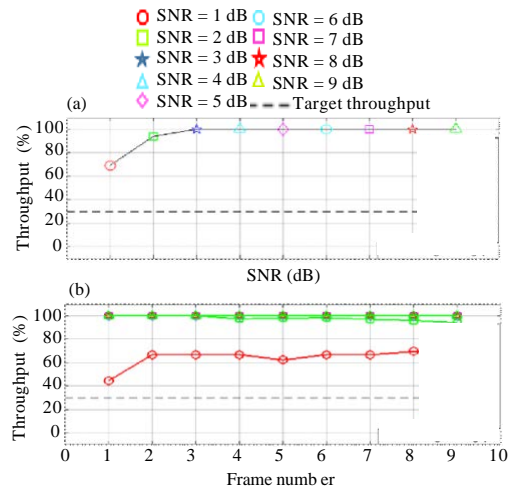 SNR = 1 dB
SNR = 2 dB
SNR = 3 dB
SNR = 4 dB
SNR = 5 dB
SNR = 6 dB
SNR = 7 dB
SNR = 8 dB
SNR = 9 dB
Target throughput
(a)
Throughput (%)
100
80
60
40
20
0
SNR (dB)
(b)
Throughput (%)
100
80
60
40
20
0
0 1 2 3 4 5 6 7 8 9 10
Frame numb er